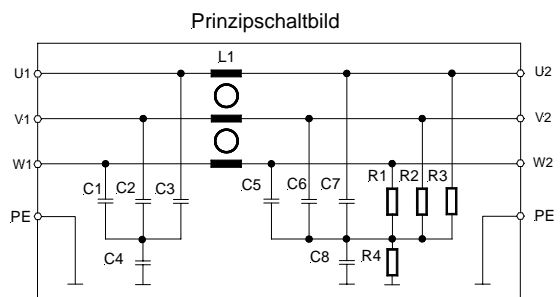 Prinzipschaltbild
L1
U1 U2
V1 V2
W1 W2
C1 C2 C3 C5 C6 C7 R1 R2 R3
PE PE
C4 C8 R4